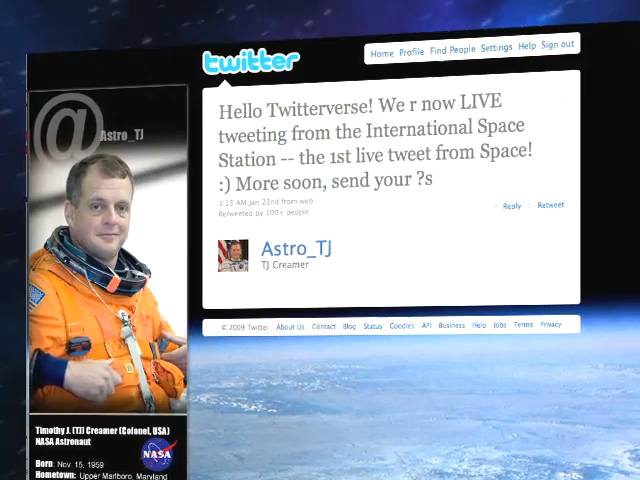 twitter
Home Profile Find People Settings Help Sign out
@Astro_TJ
Hello Twitterverse! We r now LIVE
tweeting from the International Space
Station -- the 1st live tweet from Space!
:) More soon, send your ?s
3:13 AM Jan 22nd from web
Retweeted by 100+ people
Reply Retweet
Astro_TJ
TJ Creamer
© 2009 Twitter About Us Contact Blog Status Goodies API Business Help Jobs Terms Privacy
Timothy J. (TJ) Creamer (Colonel, USA)
NASA Astronaut
NASA
Born: Nov. 15, 1959
Hometown: Upper Marlboro, Maryland